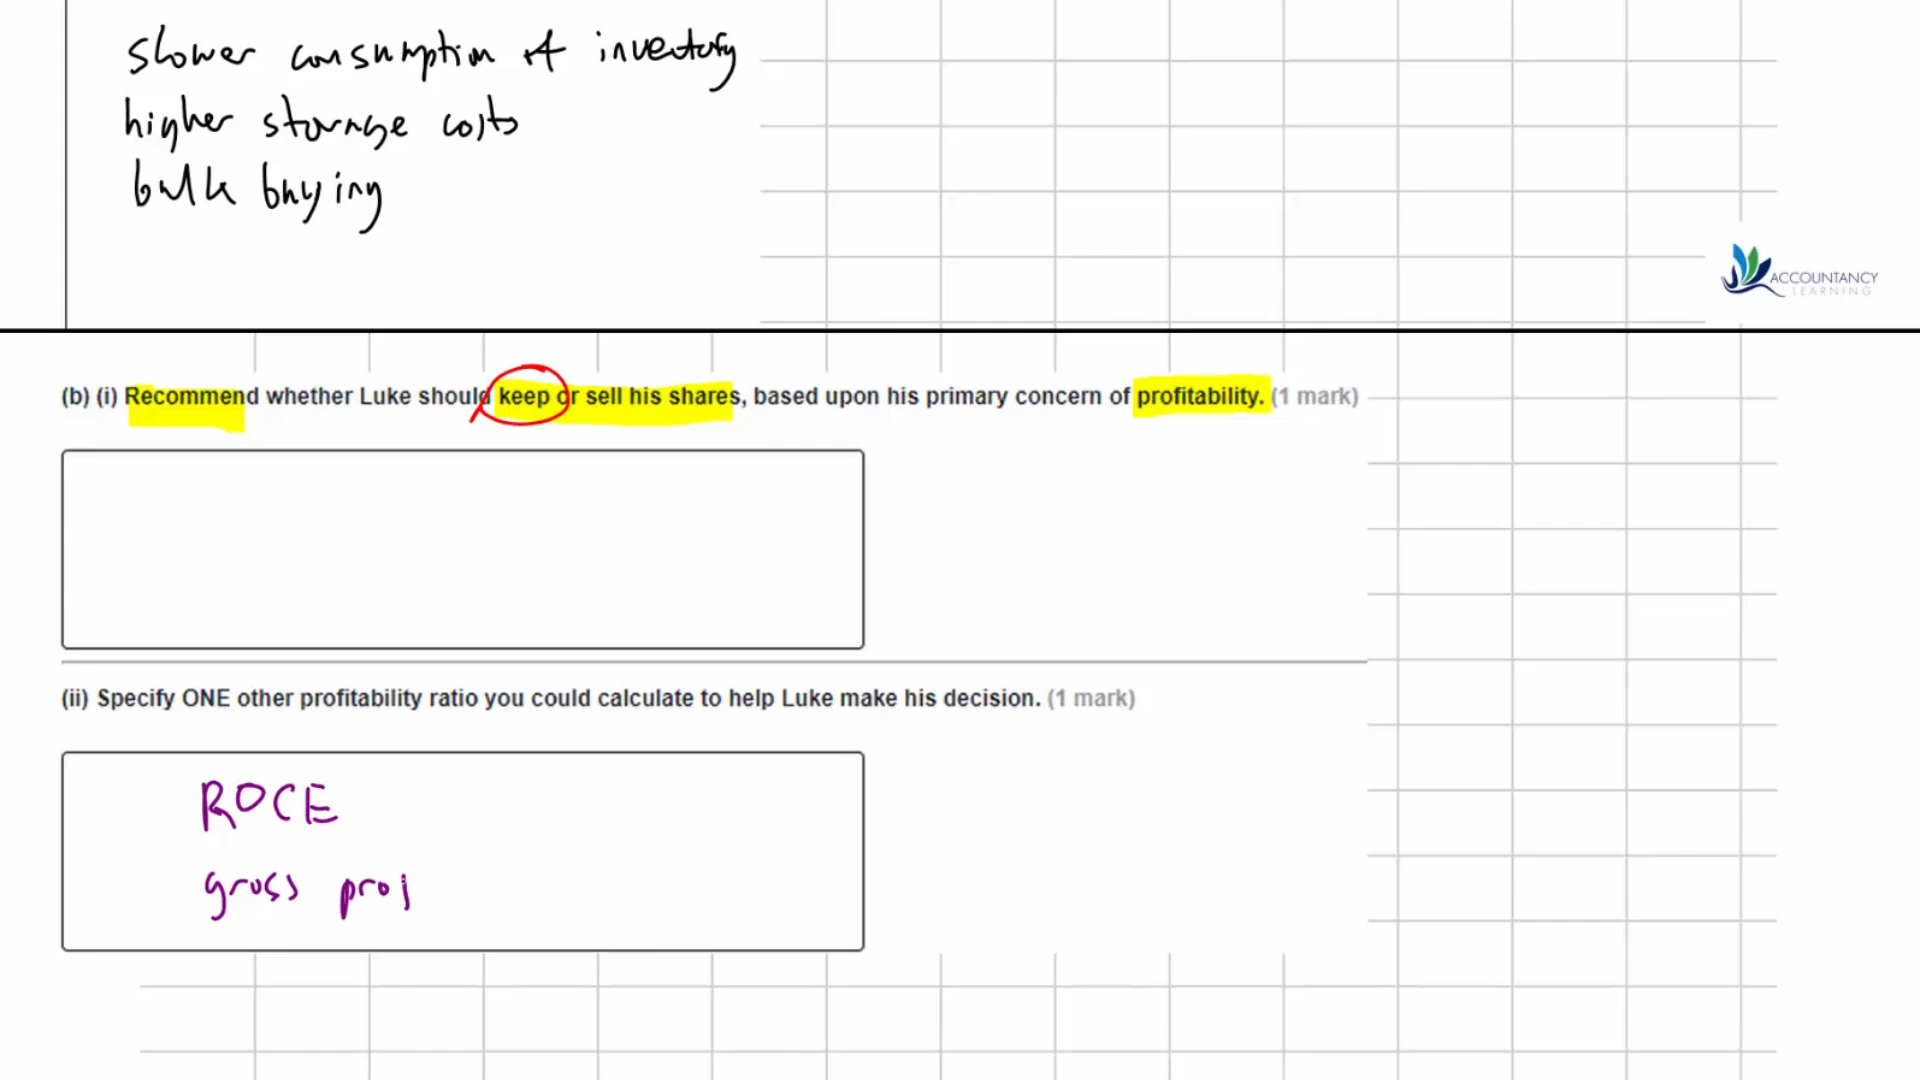 slower consumption of inventory
higher storage costs
bulk buying
ACCOUNTANCY
LEARNING
(b) (i) Recommend whether Luke should keep or sell his shares, based upon his primary concern of profitability. (1 mark)
(ii) Specify ONE other profitability ratio you could calculate to help Luke make his decision. (1 mark)
ROCE
gross prof